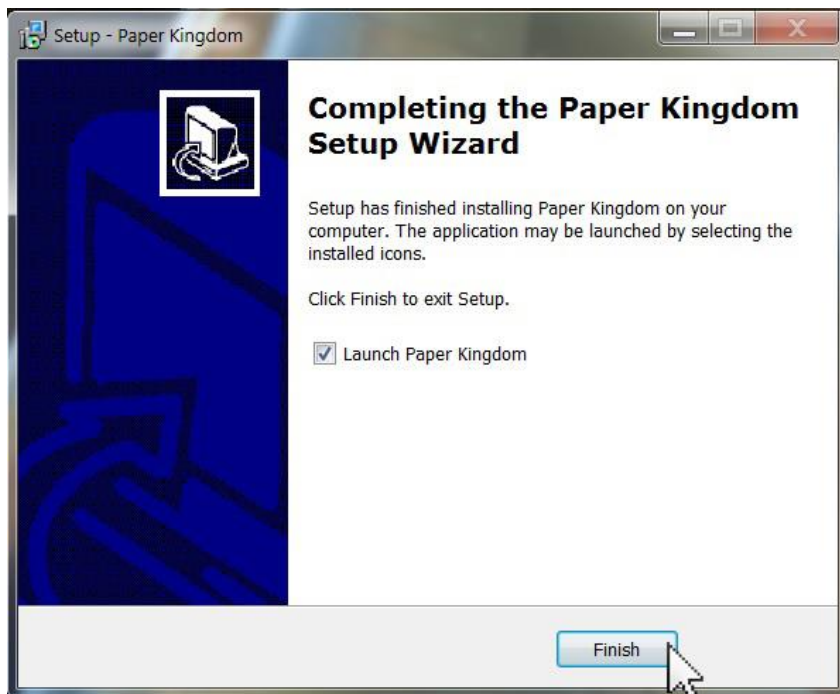 Setup - Paper Kingdom
Completing the Paper Kingdom
Setup Wizard
Setup has finished installing Paper Kingdom on your
computer. The application may be launched by selecting the
installed icons.
Click Finish to exit Setup.
Launch Paper Kingdom
Finish